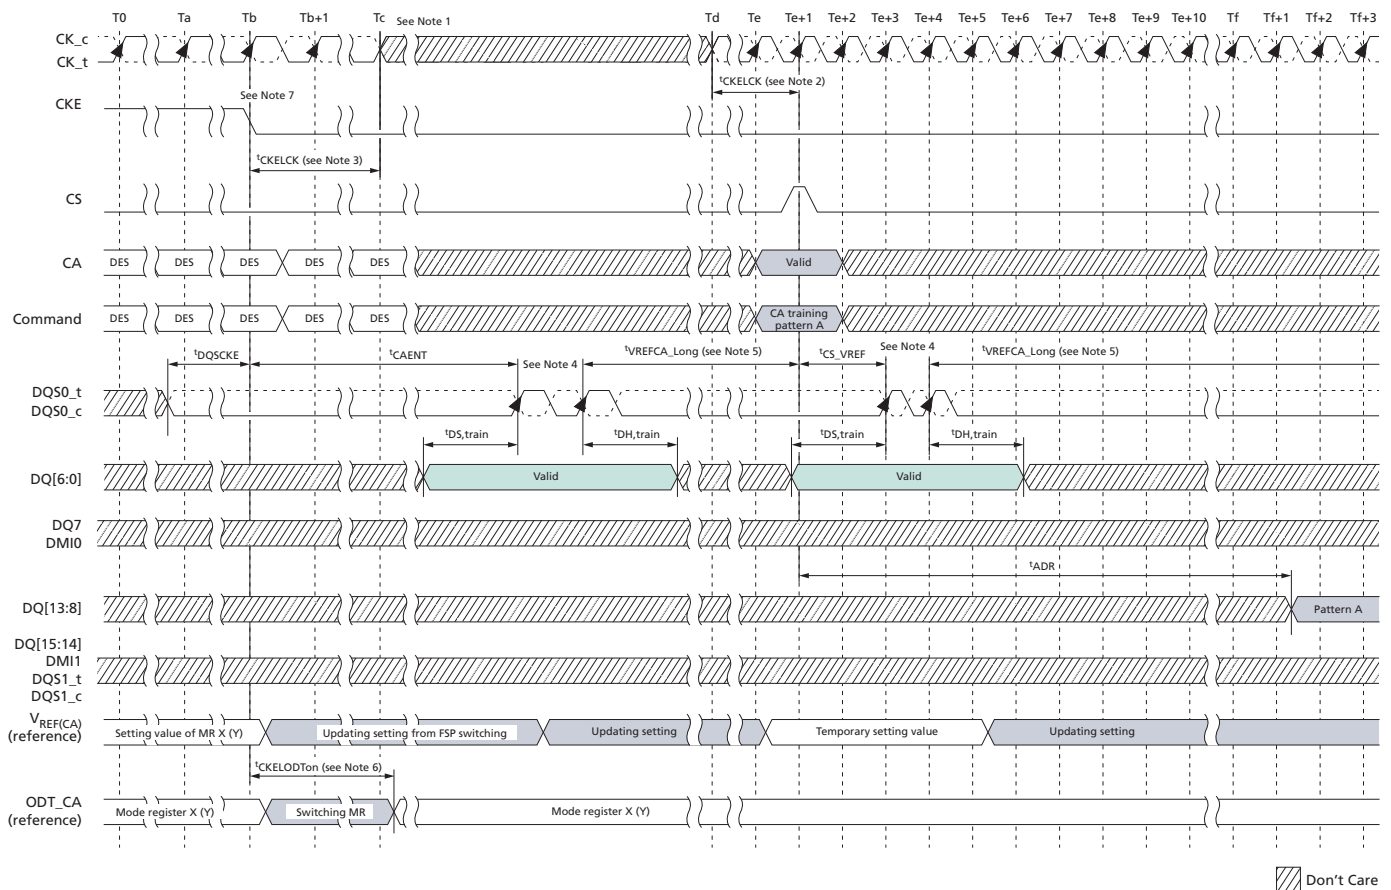 T0 Ta Tb Tb+1 Tc See Note 1 Td Te Te+1 Te+2 Te+3 Te+4 Te+5 Te+6 Te+7 Te+8 Te+9 Te+10 Tf Tf+1 Tf+2 Tf+3
CK_c
CK_t
tCKELCK (see Note 2)
See Note 7
CKE
tCKELCK (see Note 3)
CS
CA DES DES DES DES Valid
Command DES DES DES DES CA training
pattern A
tDQSCKE tCAENT See Note 4 tVREFCA_Long (see Note 5) tCS_VREF See Note 4 tVREFCA_Long (see Note 5)
DQS0_t
DQS0_c
tDS,train tDH,train tDS,train tDH,train
DQ[6:0] Valid Valid
DQ7
DMI0
tADR
DQ[13:8] Pattern A
DQ[15:14]
DMI1
DQS1_t
DQS1_c
VREF(CA)
(reference) Setting value of MR X (Y) Updating setting from FSP switching Updating setting Temporary setting value Updating setting
tCKELODTon (see Note 6)
ODT_CA
(reference) Mode register X (Y) Switching MR Mode register X (Y)
Don't Care